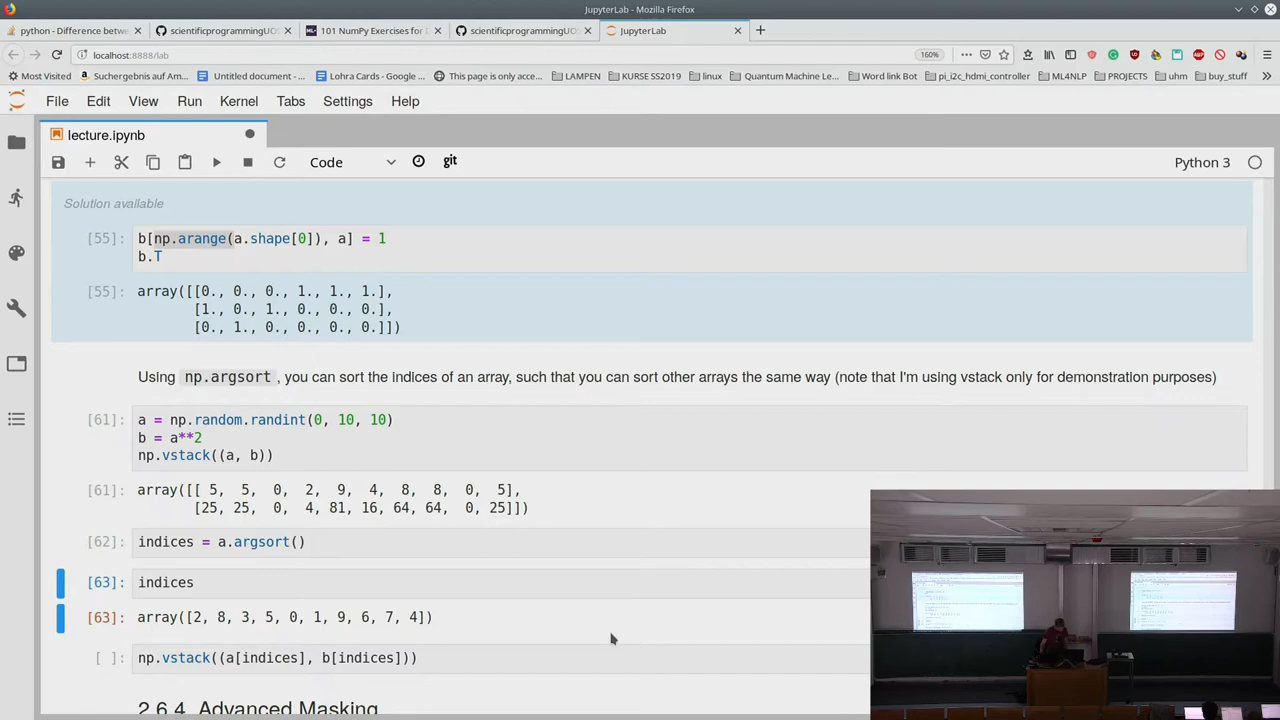 JupyterLab - Mozilla Firefox
python - Difference betwe
scientificprogrammingUO
101 NumPy Exercises for D
scientificprogrammingUO
JupyterLab
localhost:8888/lab
160%
Most Visited
Suchergebnis auf Am...
Untitled document - ...
Lohra Cards - Google ...
This page is only acce...
LAMPEN
KURSE SS2019
linux
Quantum Machine Le...
Word link Bot
pi_i2c_hdmi_controller
ML4NLP
PROJECTS
uhm
buy_stuff
File Edit View Run Kernel Tabs Settings Help
lecture.ipynb
Code
git
Python 3
Solution available
[55]: b[np.arange(a.shape[0]), a] = 1
b.T
[55]: array([[0., 0., 0., 1., 1., 1.],
[1., 0., 1., 0., 0., 0.],
[0., 1., 0., 0., 0., 0.]])
Using np.argsort , you can sort the indices of an array, such that you can sort other arrays the same way (note that I'm using vstack only for demonstration purposes)
[61]: a = np.random.randint(0, 10, 10)
b = a**2
np.vstack((a, b))
[61]: array([[ 5, 5, 0, 2, 9, 4, 8, 8, 0, 5],
[25, 25, 0, 4, 81, 16, 64, 64, 0, 25]])
[62]: indices = a.argsort()
[63]: indices
[63]: array([2, 8, 3, 5, 0, 1, 9, 6, 7, 4])
[ ]: np.vstack((a[indices], b[indices]))
2.6.4. Advanced Masking